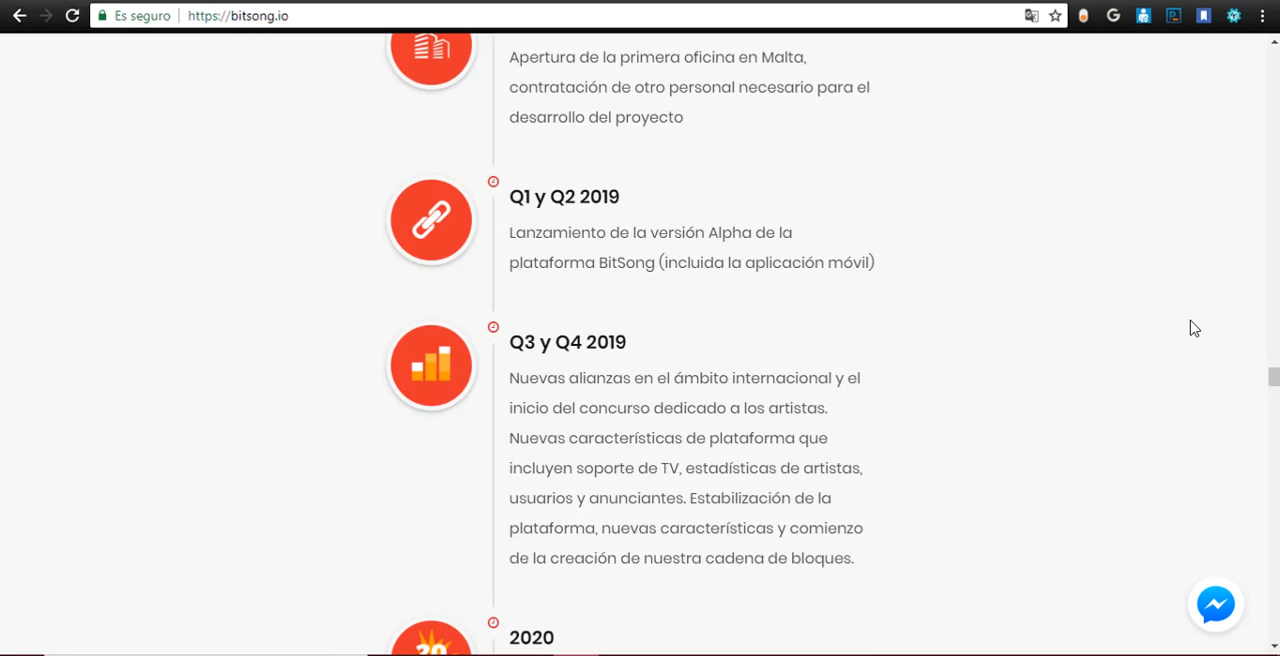 Es seguro
https://bitsong.io
Apertura de la primera oficina en Malta,
contratación de otro personal necesario para el
desarrollo del proyecto
Q1 y Q2 2019
Lanzamiento de la versión Alpha de la
plataforma BitSong (incluida la aplicación móvil)
Q3 y Q4 2019
Nuevas alianzas en el ámbito internacional y el
inicio del concurso dedicado a los artistas.
Nuevas características de plataforma que
incluyen soporte de TV, estadísticas de artistas,
usuarios y anunciantes. Estabilización de la
plataforma, nuevas características y comienzo
de la creación de nuestra cadena de bloques.
20
2020